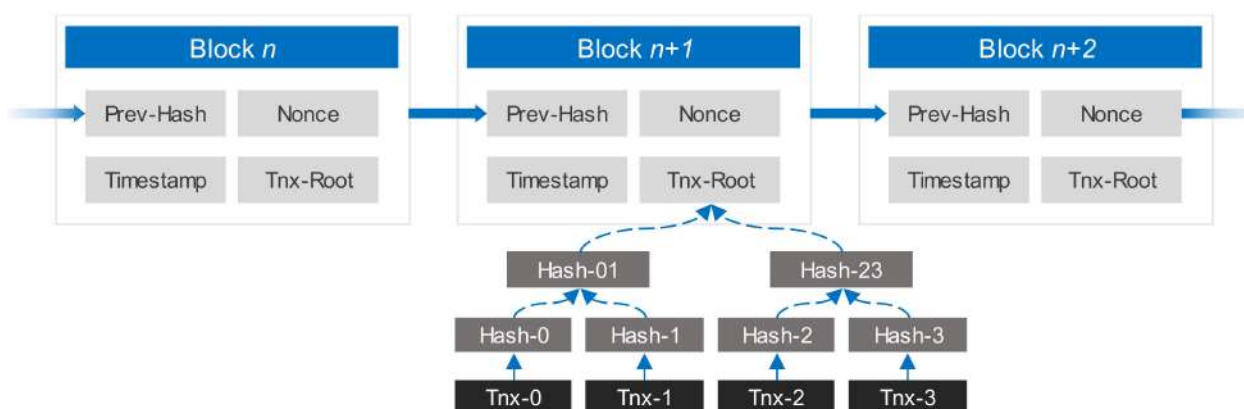 Block n
Block n+1
Block n+2
Prev-Hash Nonce
Prev-Hash Nonce
Prev-Hash Nonce
Timestamp Tnx-Root
Timestamp Tnx-Root
Timestamp Tnx-Root
Hash-01 Hash-23
Hash-0 Hash-1 Hash-2 Hash-3
Tnx-0 Tnx-1 Tnx-2 Tnx-3